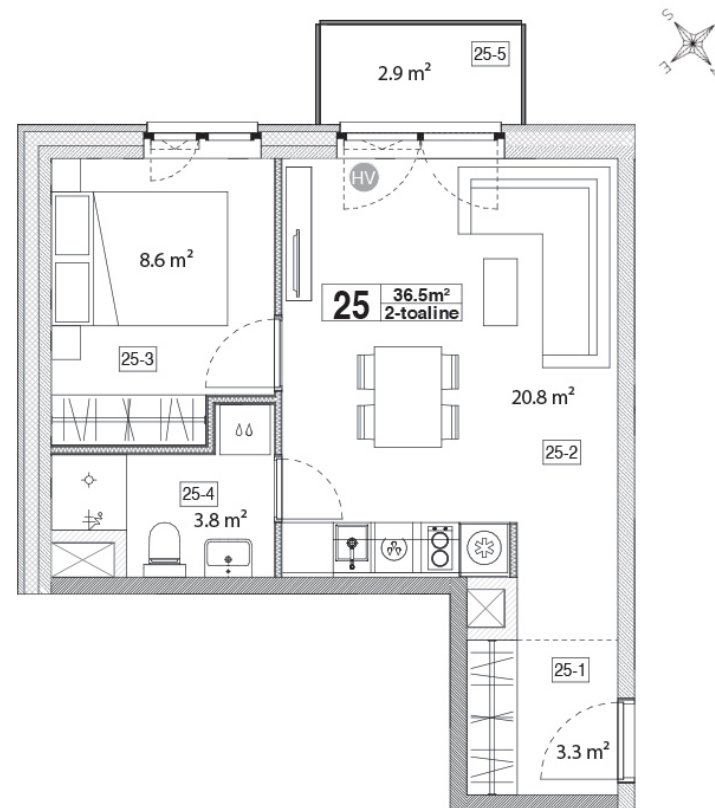 S
E
25-5
2.9 m²
HV
8.6 m²
25
36.5m²
2-toaline
25-3
20.8 m²
25-2
25-4
3.8 m²
25-1
3.3 m²